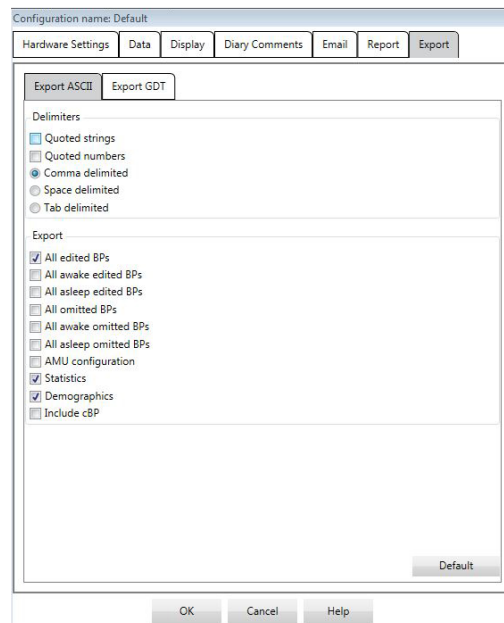 Configuration name: Default
Hardware Settings Data Display Diary Comments Email Report Export
Export ASCII Export GDT
Delimiters
Quoted strings
Quoted numbers
Comma delimited
Space delimited
Tab delimited
Export
All edited BPs
All awake edited BPs
All asleep edited BPs
All omitted BPs
All awake omitted BPs
All asleep omitted BPs
AMU configuration
Statistics
Demographics
Include cBP
Default
OK Cancel Help